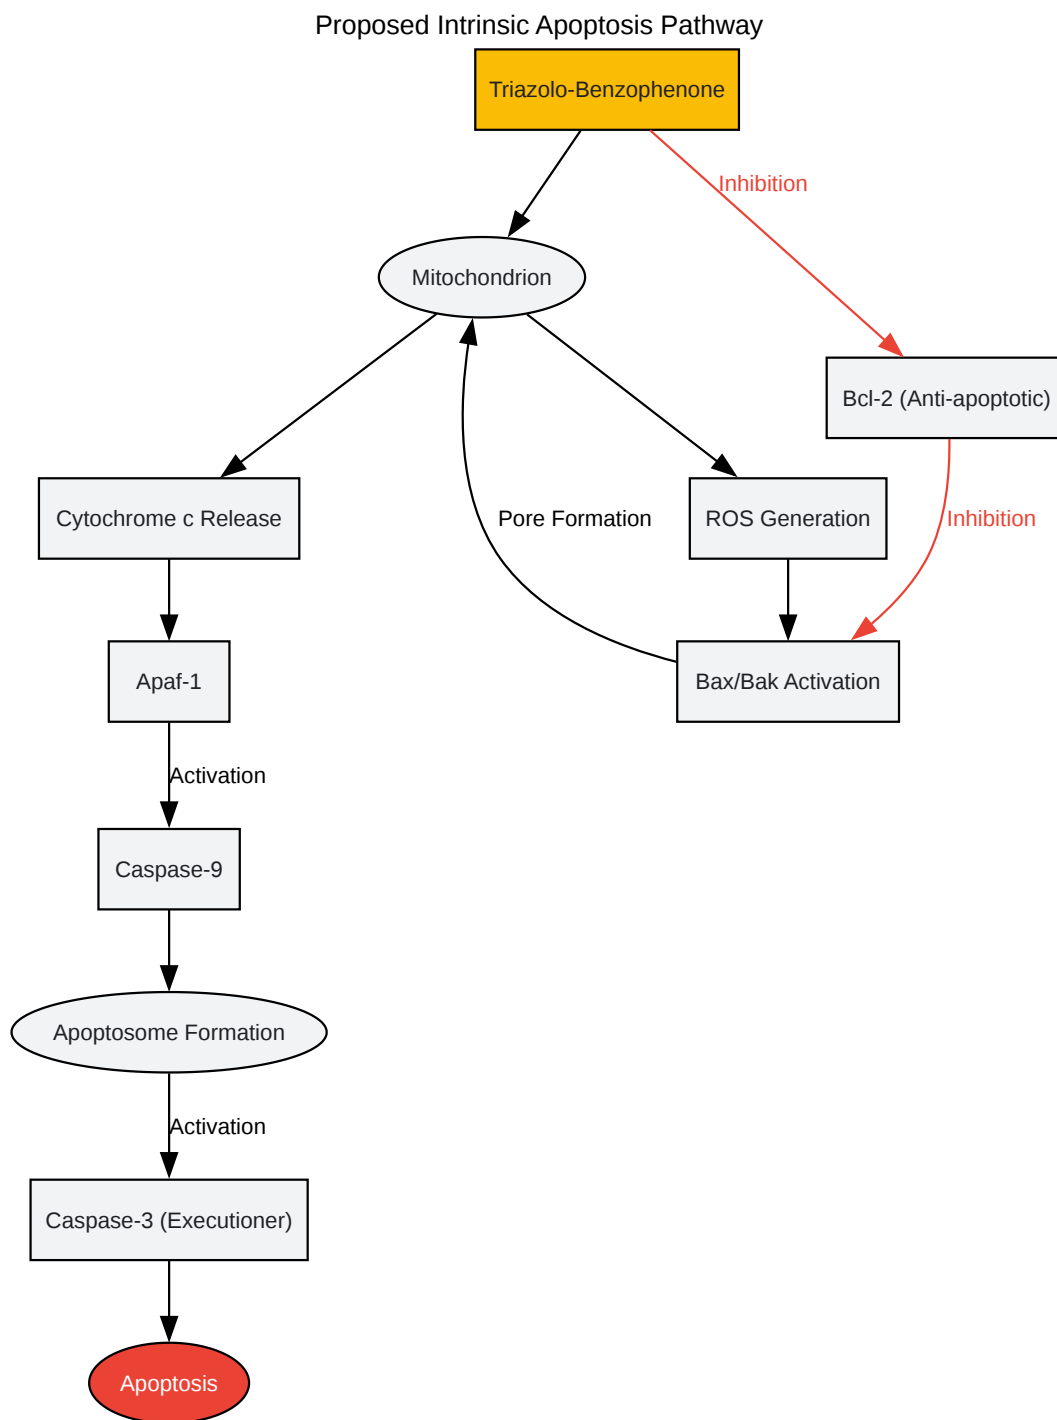 Proposed Intrinsic Apoptosis Pathway
Triazolo-Benzophenone
Inhibition
Mitochondrion
Bcl-2 (Anti-apoptotic)
Cytochrome c Release
Pore Formation
ROS Generation
Inhibition
Apaf-1
Bax/Bak Activation
Activation
Caspase-9
Apoptosome Formation
Activation
Caspase-3 (Executioner)
Apoptosis